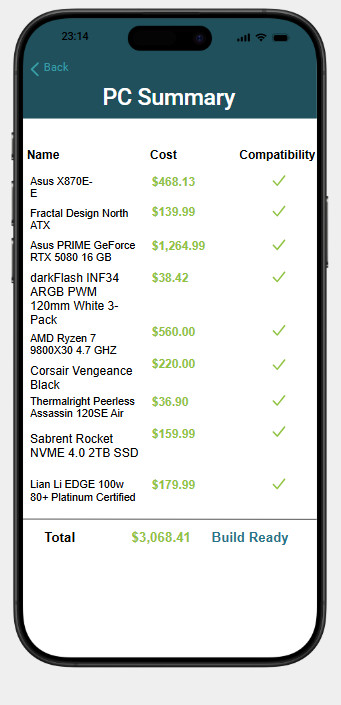 23:14
Back
PC Summary
Name Cost Compatibility
Asus X870E-
E
$468.13
Fractal Design North
ATX
$139.99
Asus PRIME GeForce
RTX 5080 16 GB
$1,264.99
darkFlash INF34
ARGB PWM
120mm White 3-
Pack
$38.42
AMD Ryzen 7
9800X30 4.7 GHZ
$560.00
Corsair Vengeance
Black
$220.00
Thermalright Peerless
Assassin 120SE Air
$36.90
Sabrent Rocket
NVME 4.0 2TB SSD
$159.99
Lian Li EDGE 100w
80+ Platinum Certified
$179.99
Total $3,068.41 Build Ready